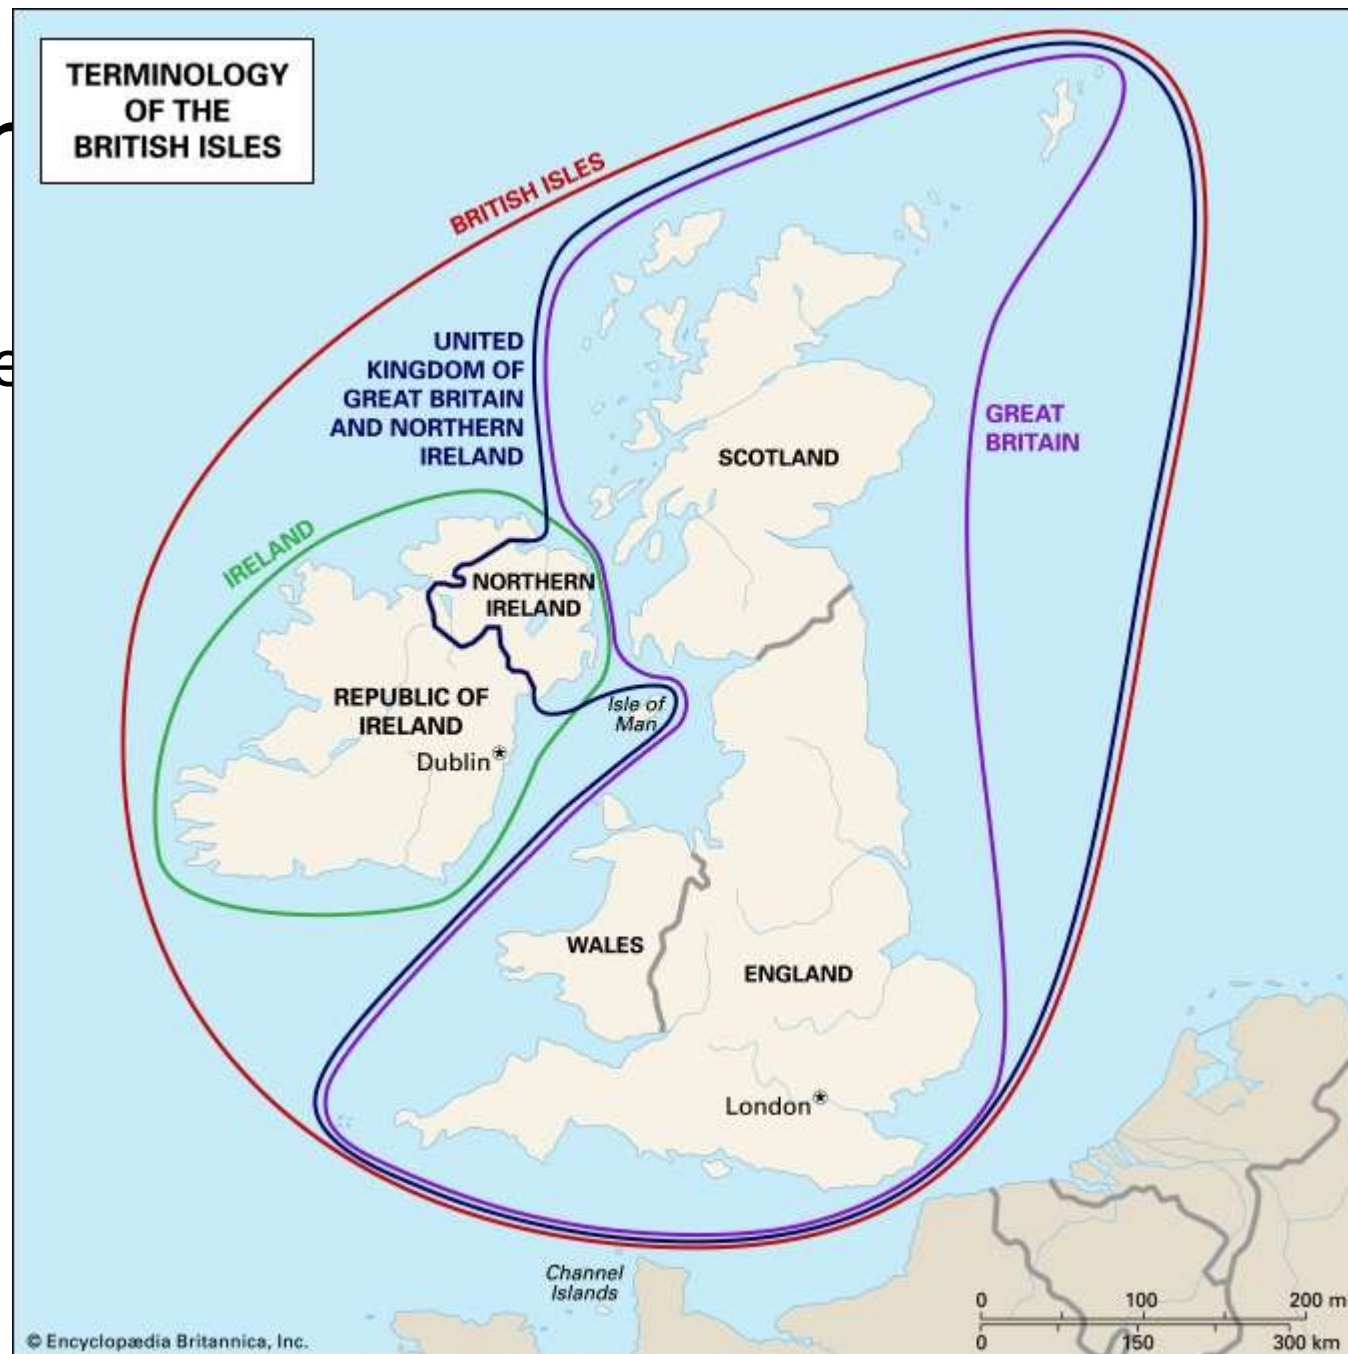 TERMINOLOGY
OF THE
BRITISH ISLES
BRITISH ISLES
UNITED
KINGDOM OF
GREAT BRITAIN
AND NORTHERN
IRELAND
GREAT
BRITAIN
SCOTLAND
IRELAND
NORTHERN
IRELAND
REPUBLIC OF
IRELAND
Dublin
Isle of
Man
WALES
ENGLAND
London
Channel
Islands
0 100 200 m
0 150 300 km
© Encyclopædia Britannica, Inc.